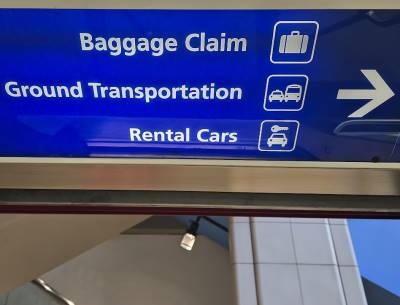 Baggage Claim
Ground Transportation
Rental Cars